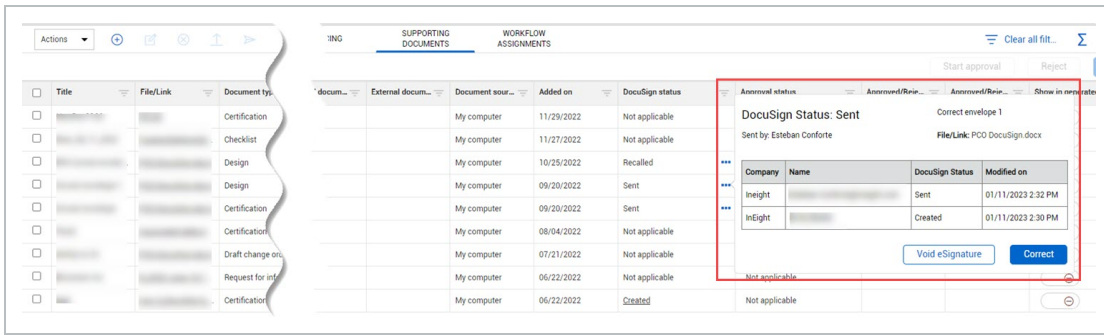 Actions
KING SUPPORTING DOCUMENTS WORKFLOW ASSIGNMENTS Clear all filt... Σ
Start approval Reject
Title File/Link Document typ docum... External docum... Document sour... Added on DocuSign status Approval status Approved/Reje... Approved/Reje... Show in generate
Certification My computer 11/29/2022 Not applicable
Checklist My computer 11/27/2022 Not applicable
Design My computer 10/25/2022 Recalled
Design My computer 09/20/2022 Sent
Certification My computer 09/20/2022 Sent
Certification My computer 08/04/2022 Not applicable
Draft change ord My computer 07/21/2022 Not applicable
Request for info My computer 06/22/2022 Not applicable Not applicable
Certification My computer 06/22/2022 Created Not applicable
DocuSign Status: Sent Correct envelope 1
Sent by: Esteban Conforte File/Link: PCO DocuSign.docx
Company Name DocuSign Status Modified on
Ineight Sent 01/11/2023 2:32 PM
InEight Created 01/11/2023 2:30 PM
Void eSignature Correct